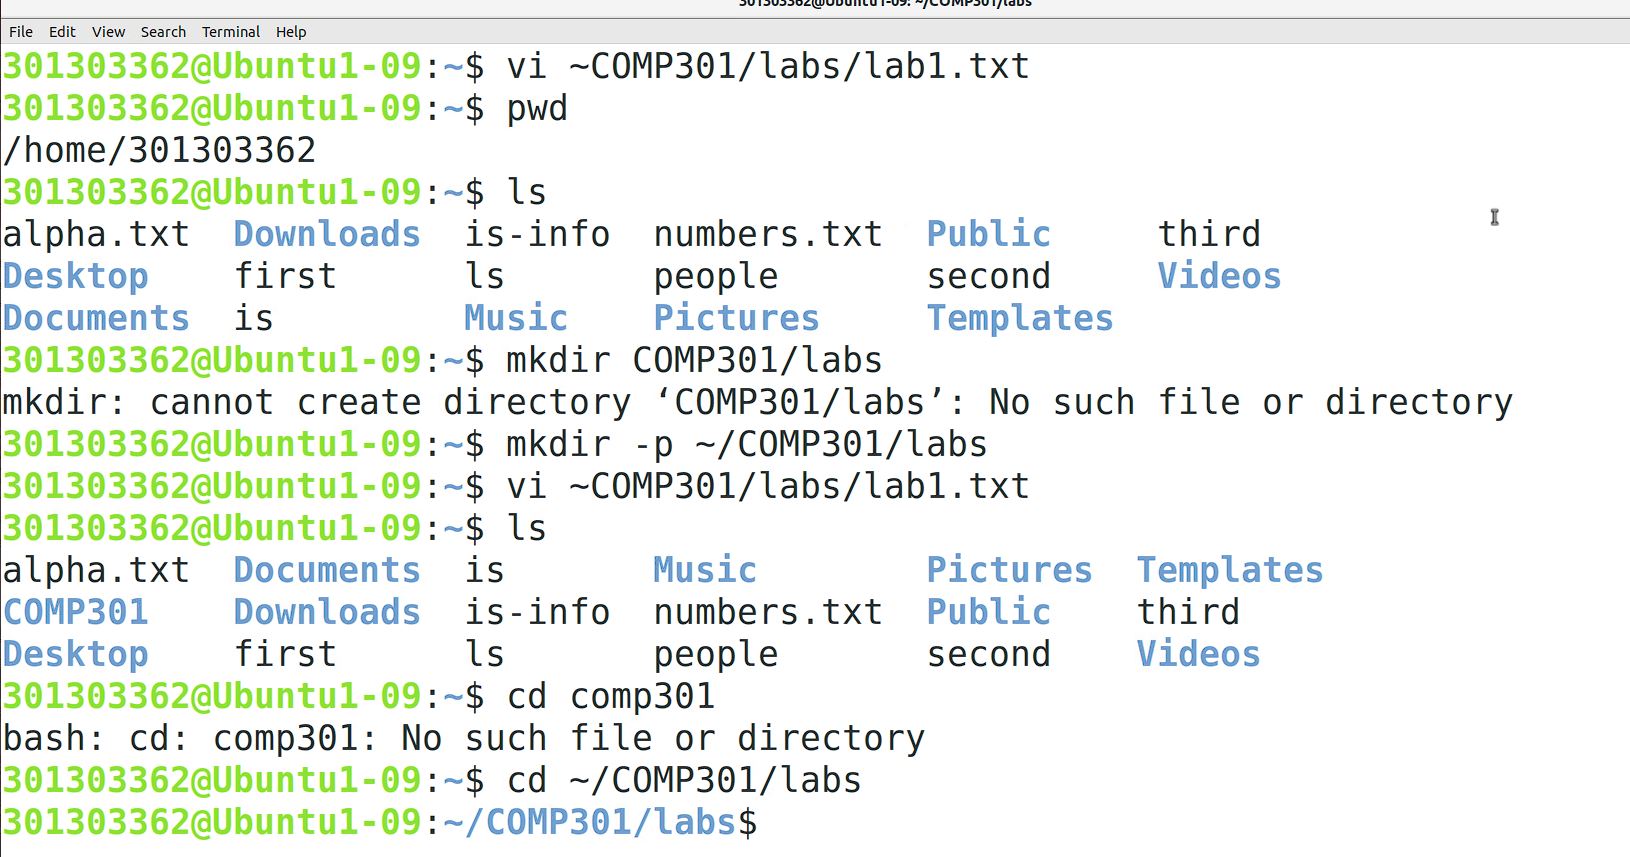 301303362@Ubuntu1-09: ~/COMP301/labs
File Edit View Search Terminal Help
301303362@Ubuntu1-09:~$ vi ~COMP301/labs/lab1.txt
301303362@Ubuntu1-09:~$ pwd
/home/301303362
301303362@Ubuntu1-09:~$ ls
alpha.txt  Downloads  is-info  numbers.txt  Public     third
Desktop    first      ls       people       second     Videos
Documents  is         Music    Pictures     Templates
301303362@Ubuntu1-09:~$ mkdir COMP301/labs
mkdir: cannot create directory ‘COMP301/labs’: No such file or directory
301303362@Ubuntu1-09:~$ mkdir -p ~/COMP301/labs
301303362@Ubuntu1-09:~$ vi ~COMP301/labs/lab1.txt
301303362@Ubuntu1-09:~$ ls
alpha.txt  Documents  is       Music        Pictures  Templates
COMP301    Downloads  is-info  numbers.txt  Public    third
Desktop    first      ls       people       second    Videos
301303362@Ubuntu1-09:~$ cd comp301
bash: cd: comp301: No such file or directory
301303362@Ubuntu1-09:~$ cd ~/COMP301/labs
301303362@Ubuntu1-09:~/COMP301/labs$